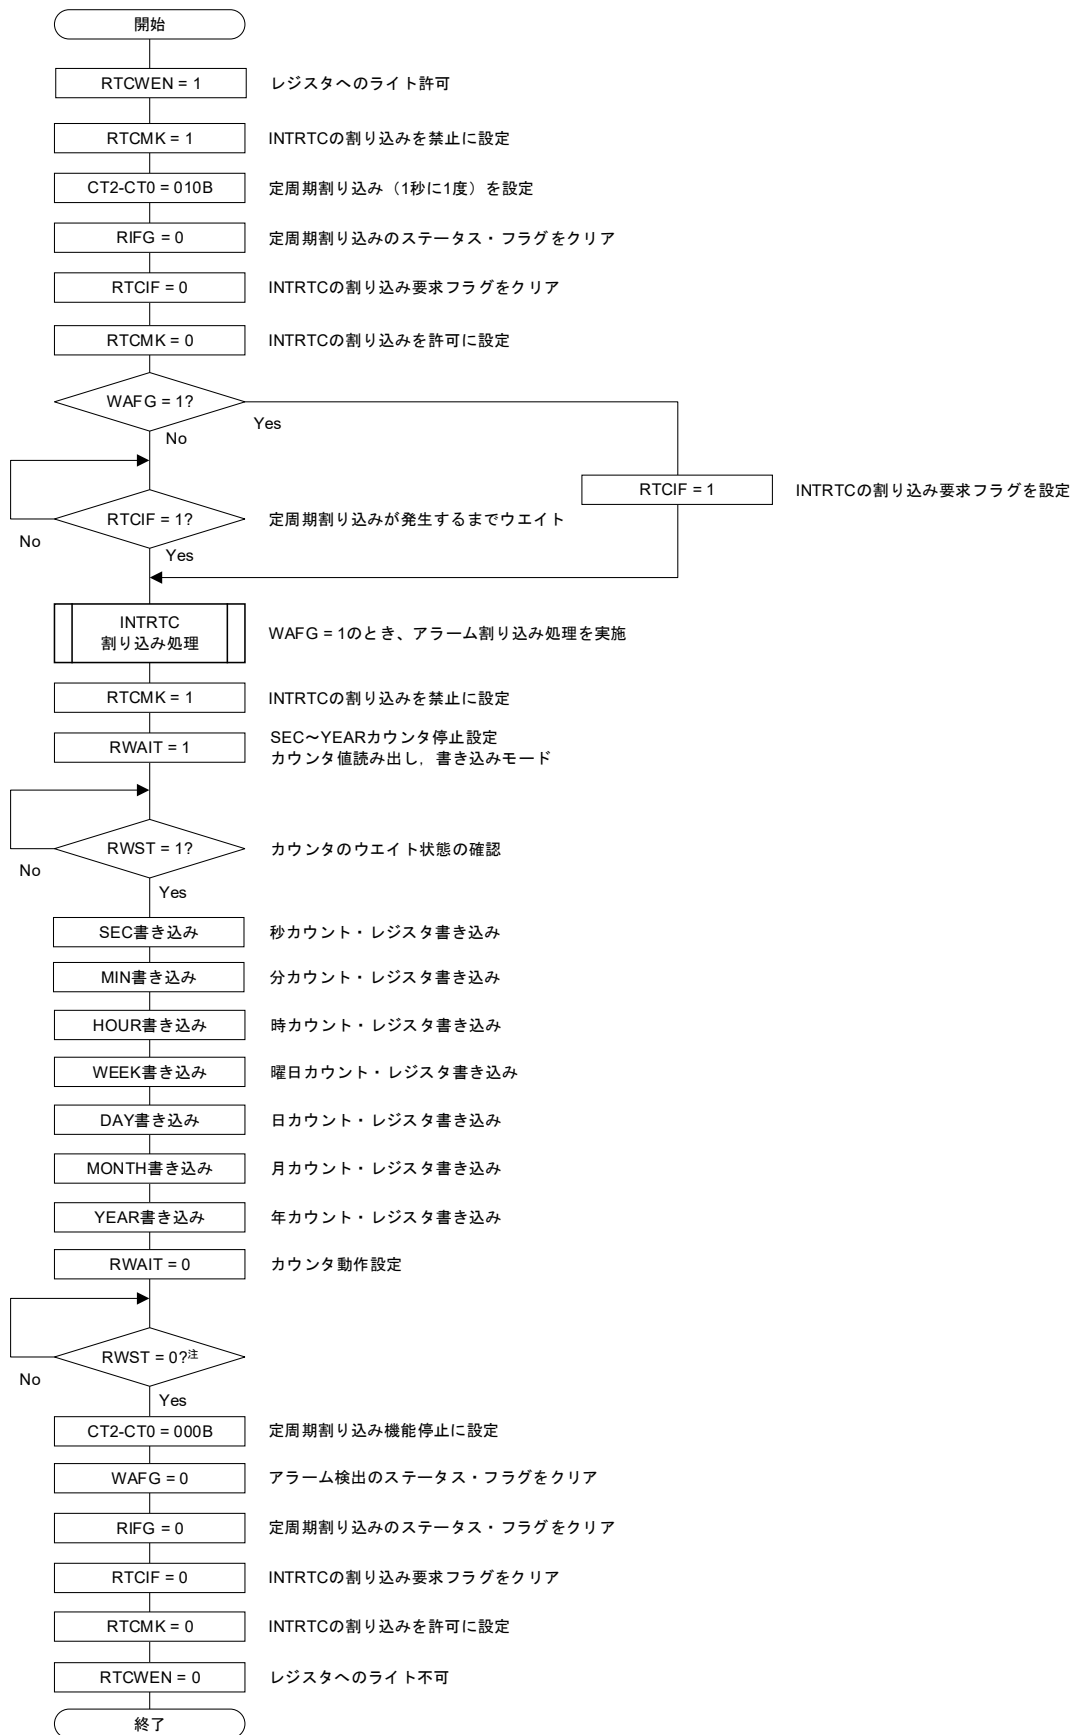 開始
RTCWEN = 1 レジスタへのライト許可
RTCMK = 1 INTRTCの割り込みを禁止に設定
CT2-CT0 = 010B 定周期割り込み（1秒に1度）を設定
RIFG = 0 定周期割り込みのステータス・フラグをクリア
RTCIF = 0 INTRTCの割り込み要求フラグをクリア
RTCMK = 0 INTRTCの割り込みを許可に設定
WAFG = 1?
Yes
No
RTCIF = 1 INTRTCの割り込み要求フラグを設定
RTCIF = 1? 定周期割り込みが発生するまでウエイト
No
Yes
INTRTC
割り込み処理
WAFG = 1のとき、アラーム割り込み処理を実施
RTCMK = 1 INTRTCの割り込みを禁止に設定
RWAIT = 1
SEC～YEARカウンタ停止設定
カウンタ値読み出し，書き込みモード
RWST = 1? カウンタのウエイト状態の確認
No
Yes
SEC書き込み 秒カウント・レジスタ書き込み
MIN書き込み 分カウント・レジスタ書き込み
HOUR書き込み 時カウント・レジスタ書き込み
WEEK書き込み 曜日カウント・レジスタ書き込み
DAY書き込み 日カウント・レジスタ書き込み
MONTH書き込み 月カウント・レジスタ書き込み
YEAR書き込み 年カウント・レジスタ書き込み
RWAIT = 0 カウンタ動作設定
RWST = 0?注
No
Yes
CT2-CT0 = 000B 定周期割り込み機能停止に設定
WAFG = 0 アラーム検出のステータス・フラグをクリア
RIFG = 0 定周期割り込みのステータス・フラグをクリア
RTCIF = 0 INTRTCの割り込み要求フラグをクリア
RTCMK = 0 INTRTCの割り込みを許可に設定
RTCWEN = 0 レジスタへのライト不可
終了